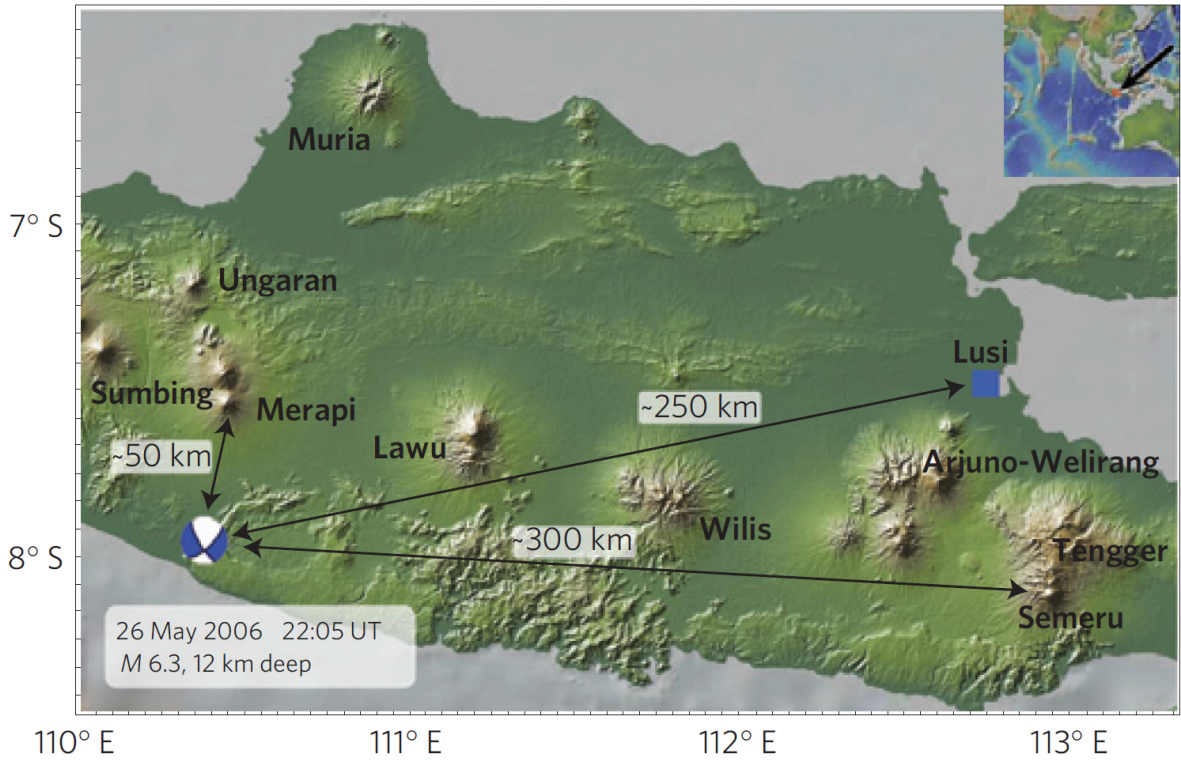 Muria
7° S
Ungaran
Lusi
Sumbing
Merapi
~250 km
~50 km
Lawu
Arjuno-Welirang
Wilis
~300 km
8° S
Tengger
Semeru
26 May 2006 22:05 UT
M 6.3, 12 km deep
110° E
111° E
112° E
113° E